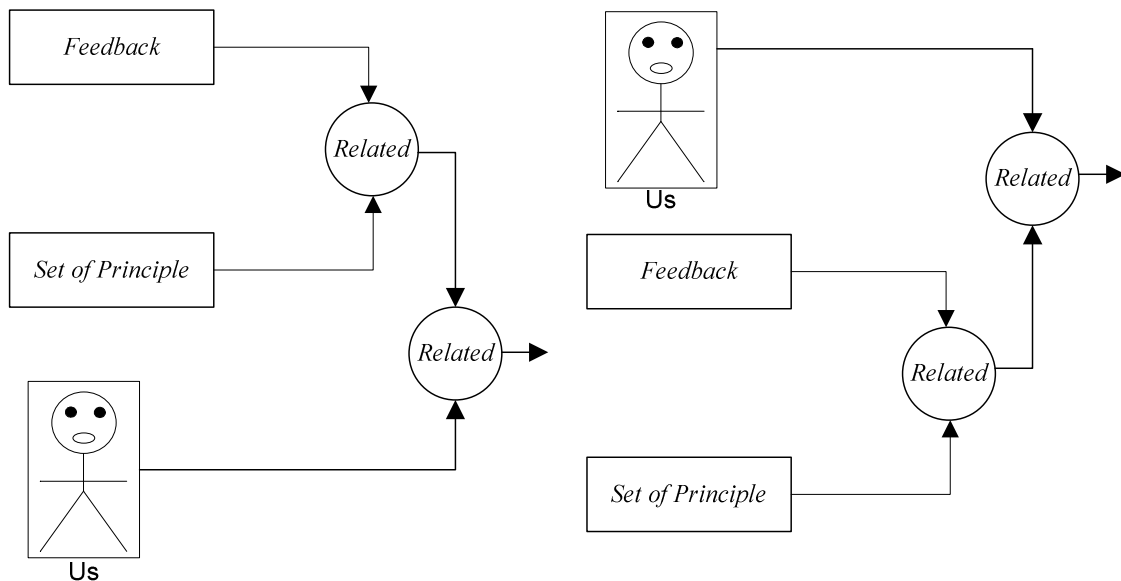 Feedback
Related
Set of Principle
Related
Us
Us
Related
Feedback
Related
Set of Principle